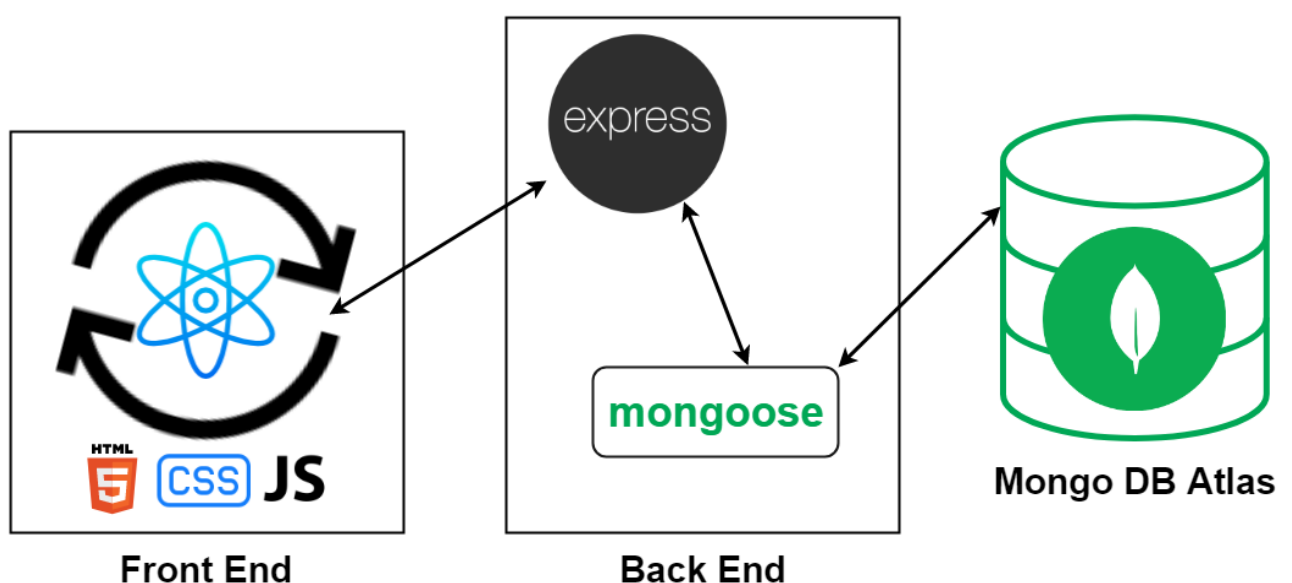 express
mongoose
HTML
5
CSS
JS
Mongo DB Atlas
Front End
Back End